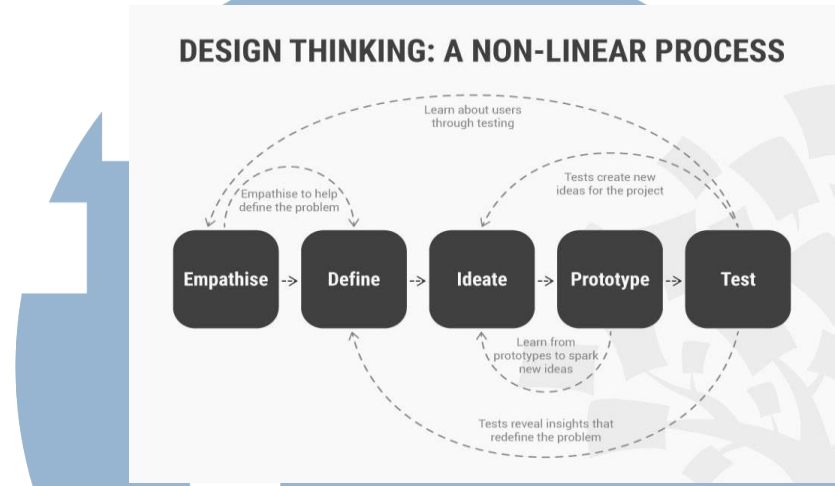 DESIGN THINKING: A NON-LINEAR PROCESS
Learn about users
through testing
Empathise to help
define the problem
Tests create new
ideas for the project
Empathise
Define
Ideate
Prototype
Test
Learn from
prototypes to spark
new ideas
Tests reveal insights that
redefine the problem